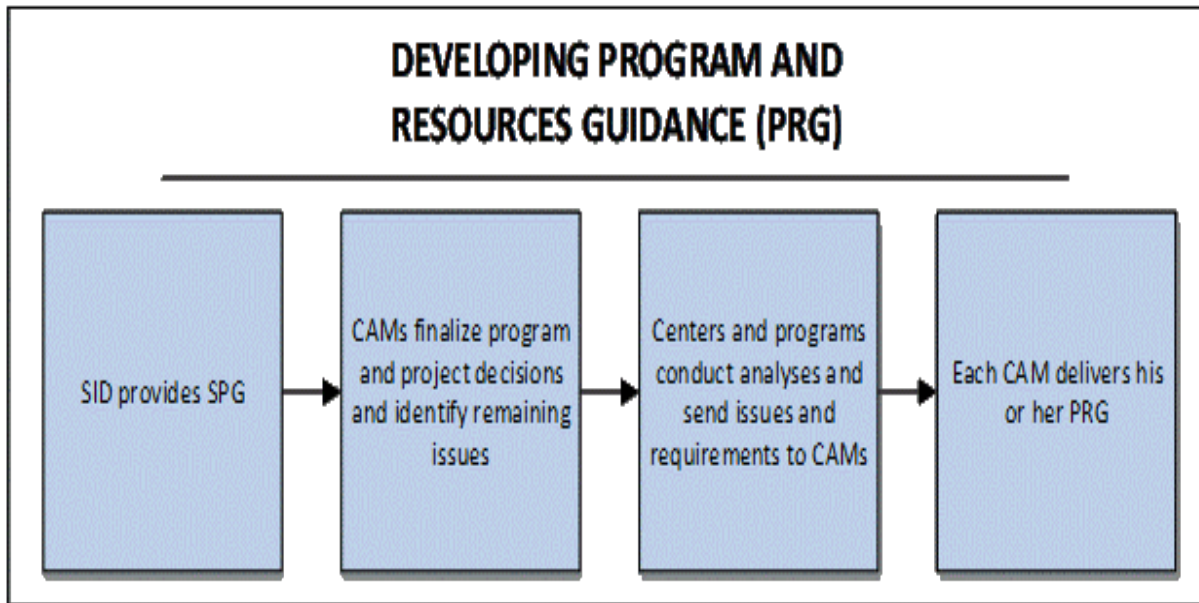 DEVELOPING PROGRAM AND
RESOURCES GUIDANCE (PRG)
SID provides SPG
CAMs finalize program
and project decisions
and identify remaining
issues
Centers and programs
conduct analyses and
send issues and
requirements to CAMs
Each CAM delivers his
or her PRG